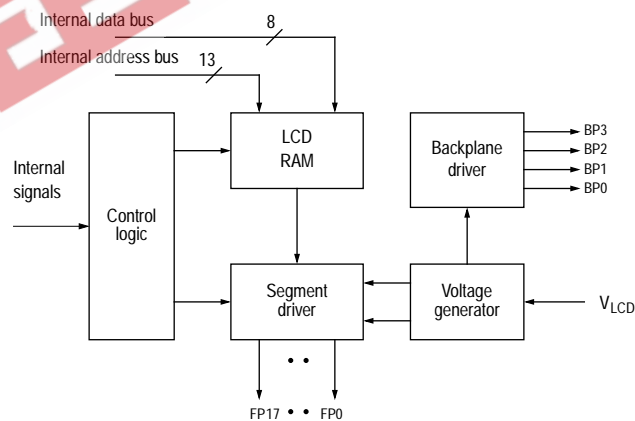 Internal data bus
8
Internal address bus
13
LCD
RAM
Backplane
driver
BP3
BP2
BP1
BP0
Internal
signals
Control
logic
Segment
driver
Voltage
generator
VLCD
FP17 • • FP0